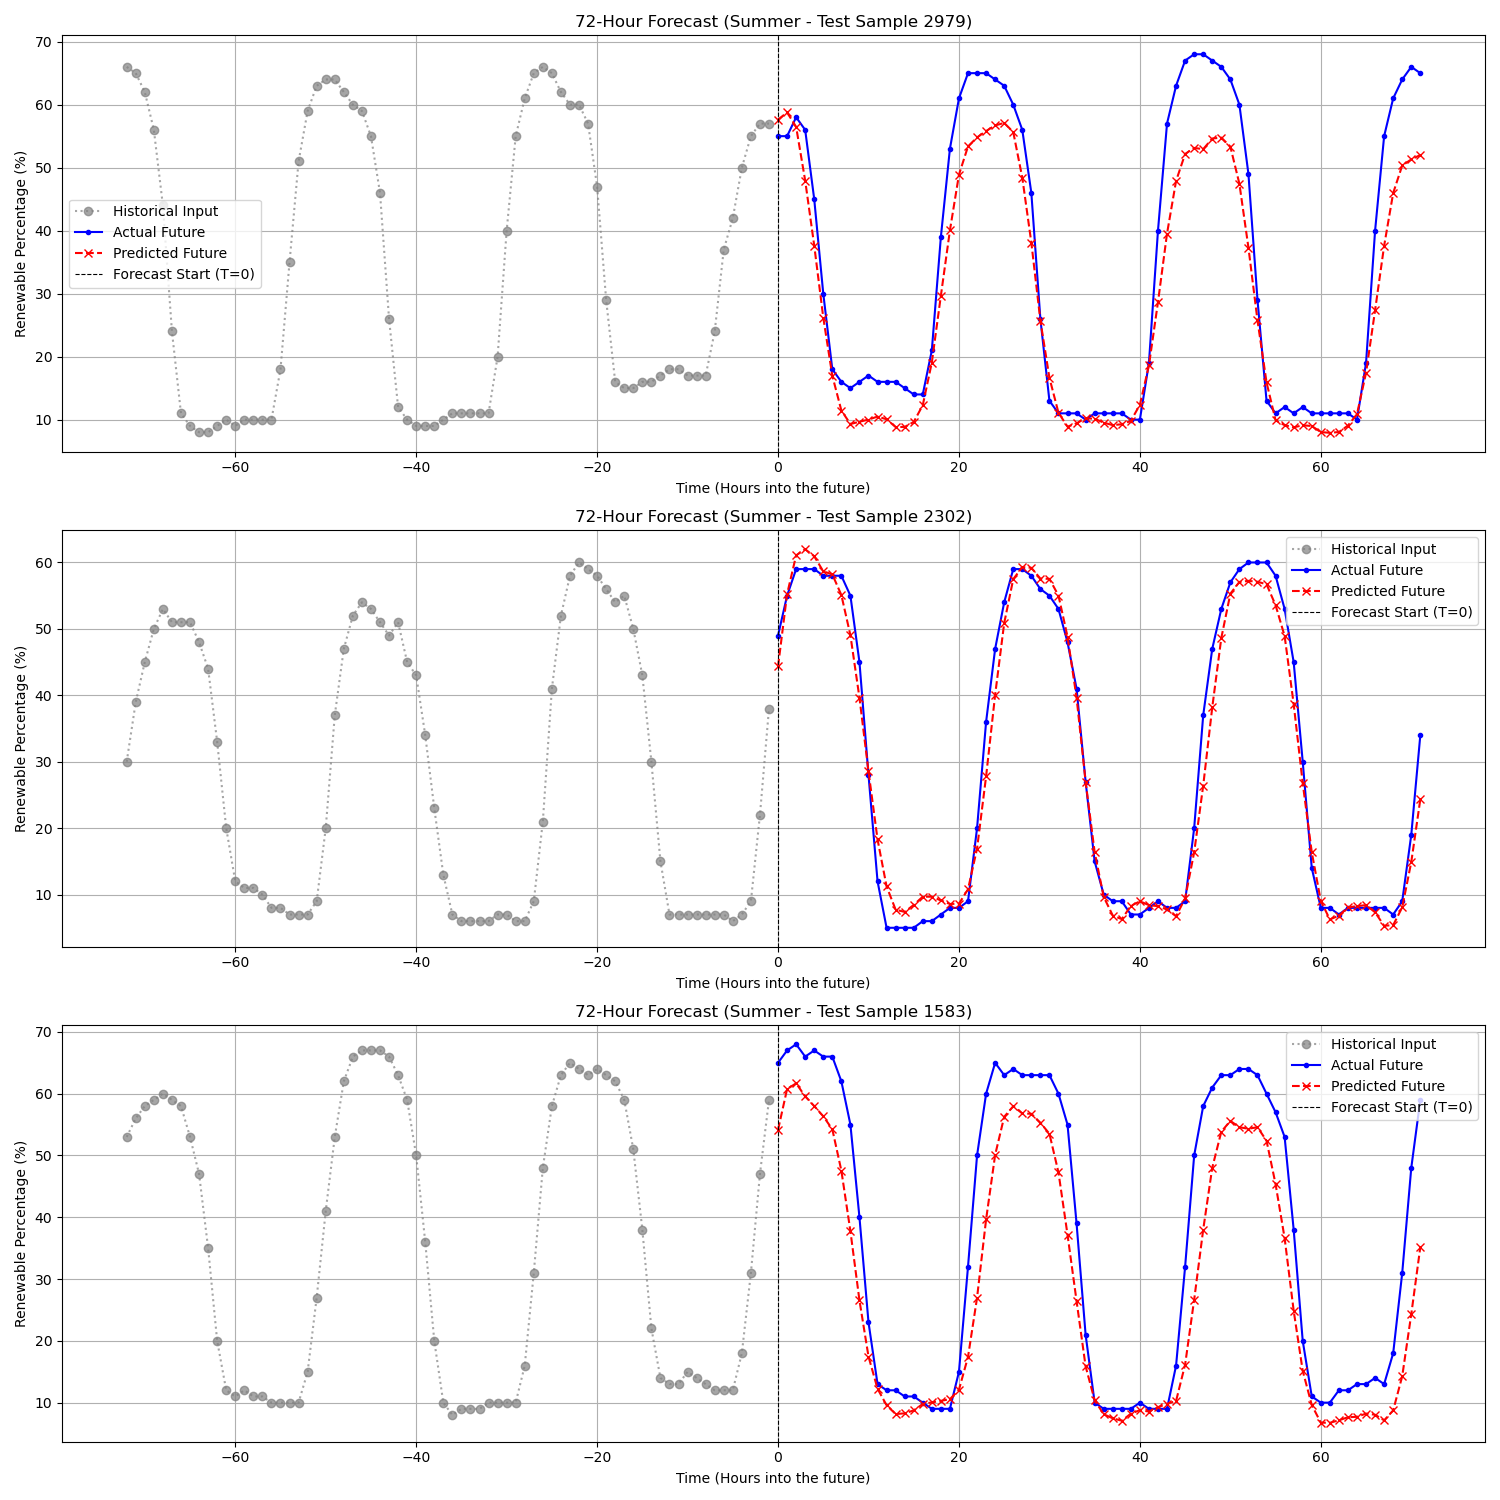 72-Hour Forecast (Summer - Test Sample 2979)
70
60
50
40
30
20
10
Renewable Percentage (%)
Historical Input
Actual Future
Predicted Future
Forecast Start (T=0)
−60
−40
−20
0
20
40
60
Time (Hours into the future)
72-Hour Forecast (Summer - Test Sample 2302)
60
50
40
30
20
10
Renewable Percentage (%)
Historical Input
Actual Future
Predicted Future
Forecast Start (T=0)
−60
−40
−20
0
20
40
60
Time (Hours into the future)
72-Hour Forecast (Summer - Test Sample 1583)
70
60
50
40
30
20
10
Renewable Percentage (%)
Historical Input
Actual Future
Predicted Future
Forecast Start (T=0)
−60
−40
−20
0
20
40
60
Time (Hours into the future)